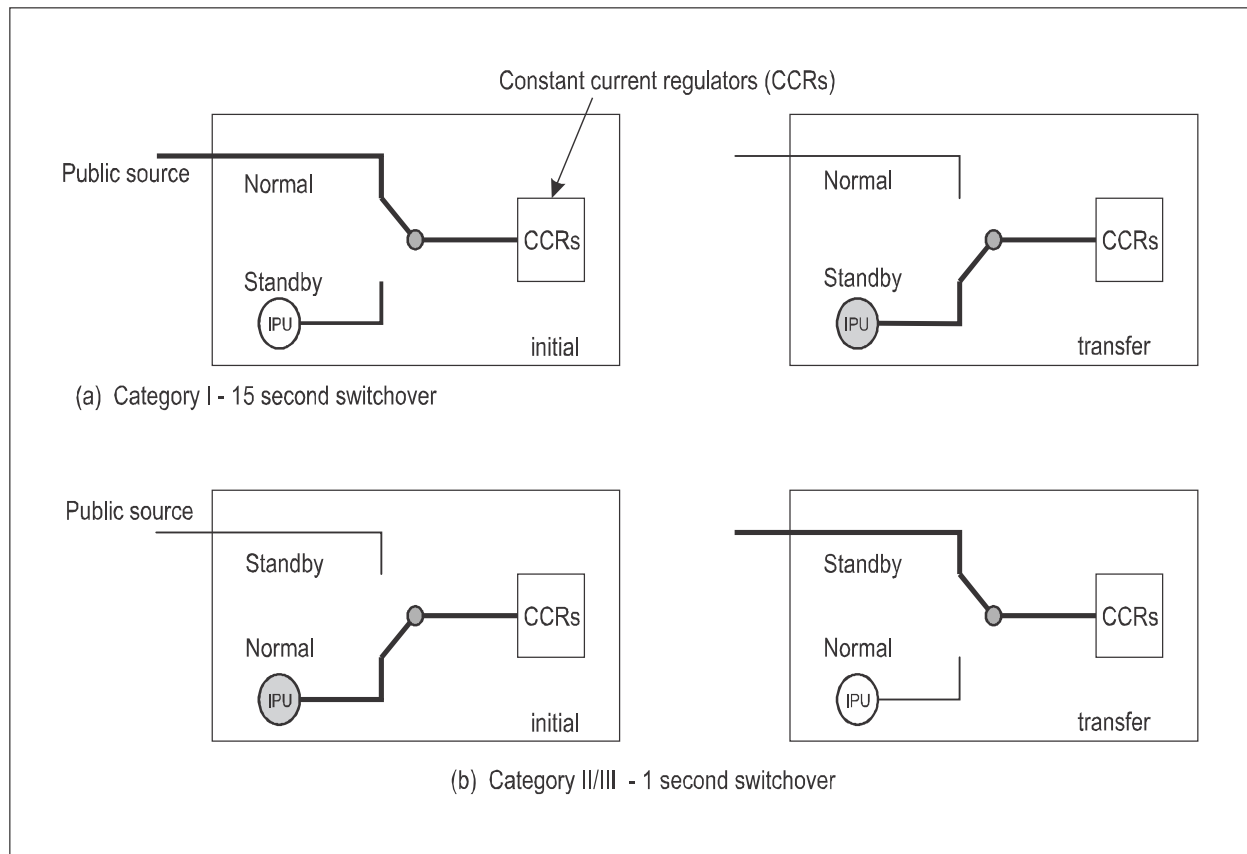 Constant current regulators (CCRs)
Public source
Normal
CCRs
Standby
IPU
initial
Normal
CCRs
Standby
IPU
transfer
(a) Category I - 15 second switchover
Public source
Standby
CCRs
Normal
IPU
initial
Standby
CCRs
Normal
IPU
transfer
(b) Category II/III - 1 second switchover